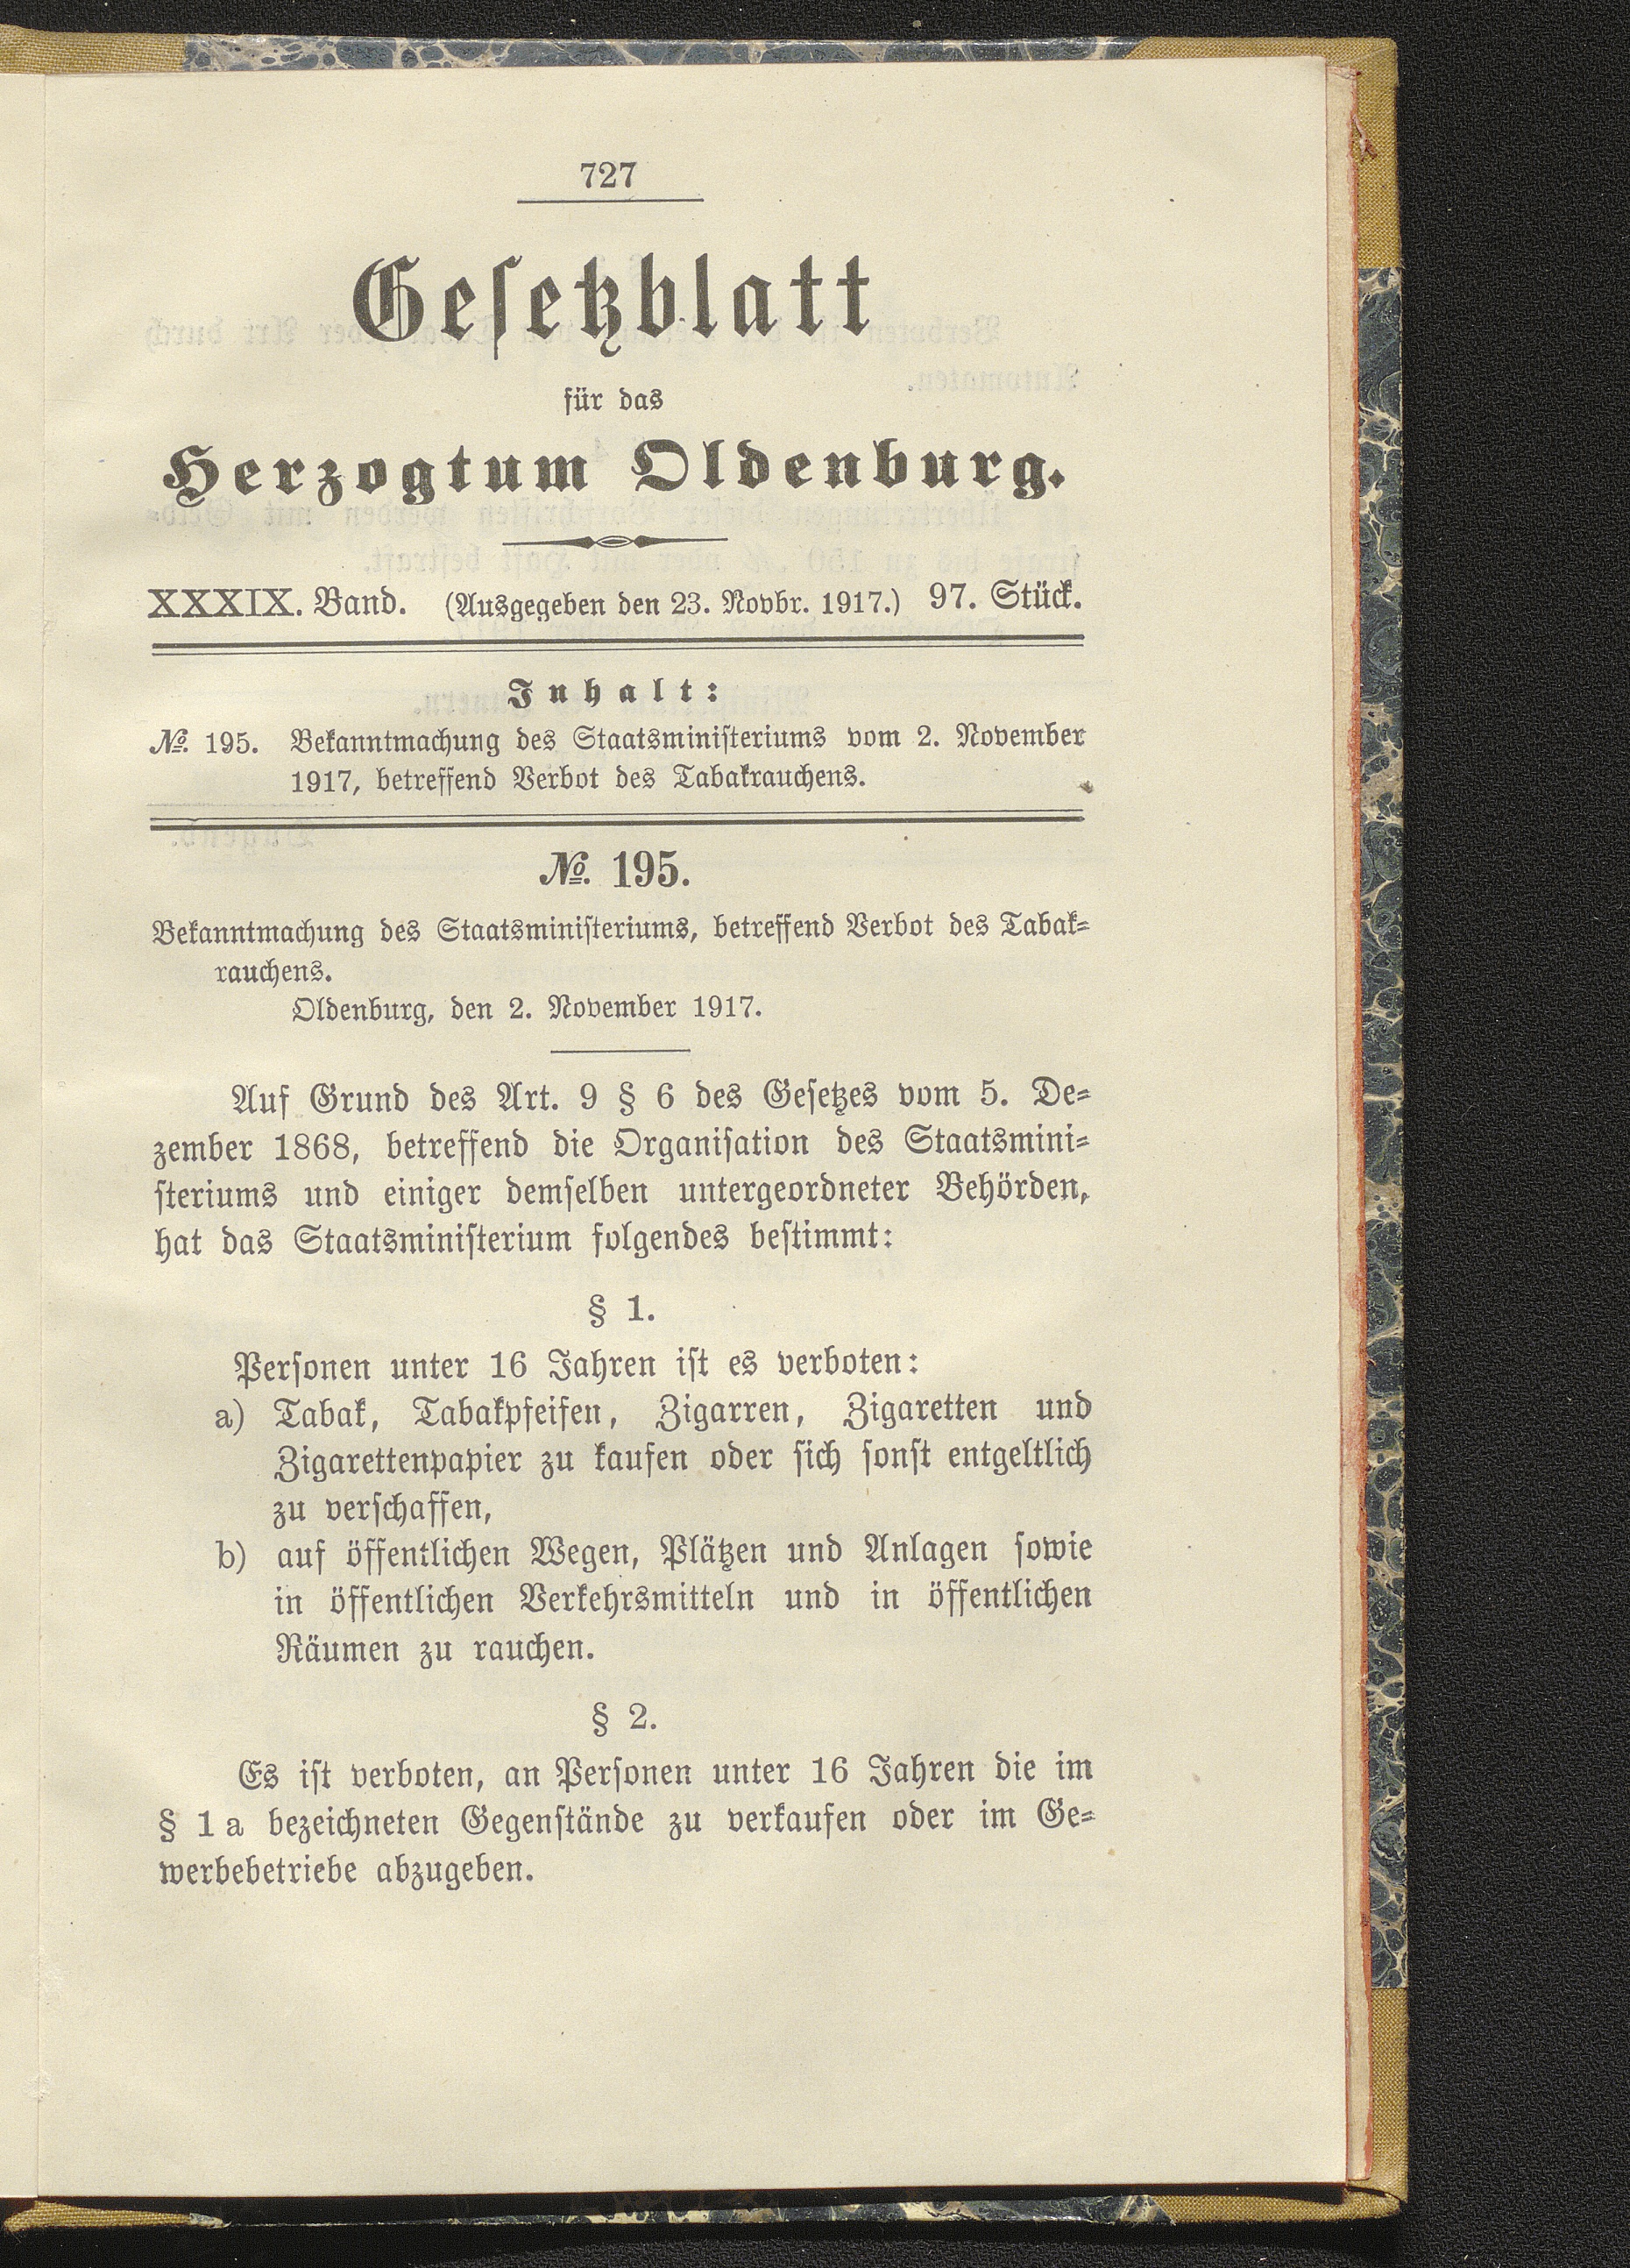 727
Gesetzblatt
für das
Herzogtum Oldenburg.
XXXIX. Band. (Ausgegeben den 23. Novbr. 1917.) 97. Stück.
Inhalt:
№. 195. Bekanntmachung des Staatsministeriums vom 2. November
1917, betreffend Verbot des Tabakrauchens.
№. 195.
Bekanntmachung des Staatsministeriums, betreffend Verbot des Tabak-
rauchens.
Oldenburg, den 2. November 1917.
Auf Grund des Art. 9 § 6 des Gesetzes vom 5. De-
zember 1868, betreffend die Organisation des Staatsmini-
steriums und einiger demselben untergeordneter Behörden,
hat das Staatsministerium folgendes bestimmt:
§ 1.
Personen unter 16 Jahren ist es verboten:
a) Tabak, Tabakpfeifen, Zigarren, Zigaretten und
Zigarettenpapier zu kaufen oder sich sonst entgeltlich
zu verschaffen,
b) auf öffentlichen Wegen, Plätzen und Anlagen sowie
in öffentlichen Verkehrsmitteln und in öffentlichen
Räumen zu rauchen.
§ 2.
Es ist verboten, an Personen unter 16 Jahren die im
§ 1 a bezeichneten Gegenstände zu verkaufen oder im Ge-
werbebetriebe abzugeben.